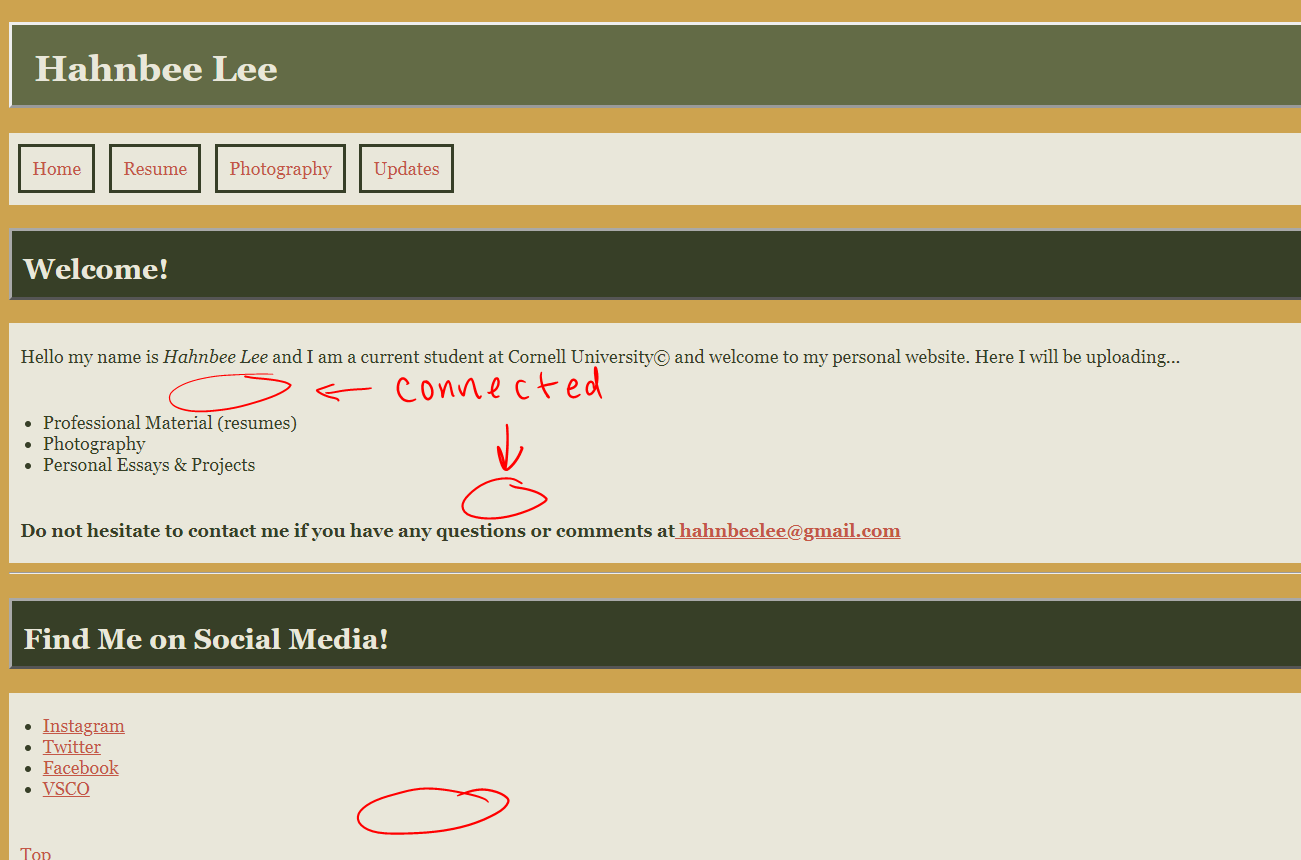 Hahnbee Lee
Home Resume Photography Updates
Welcome!
Hello my name is Hahnbee Lee and I am a current student at Cornell University© and welcome to my personal website. Here I will be uploading...
connected
Professional Material (resumes)
Photography
Personal Essays & Projects
Do not hesitate to contact me if you have any questions or comments at hahnbeelee@gmail.com
Find Me on Social Media!
Instagram
Twitter
Facebook
VSCO
Top